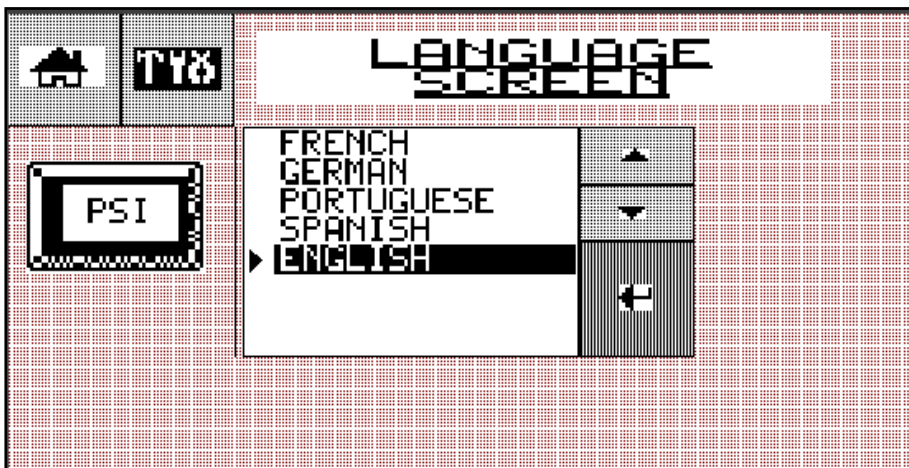 LANGUAGE
SCREEN
PSI
FRENCH
GERMAN
PORTUGUESE
SPANISH
ENGLISH